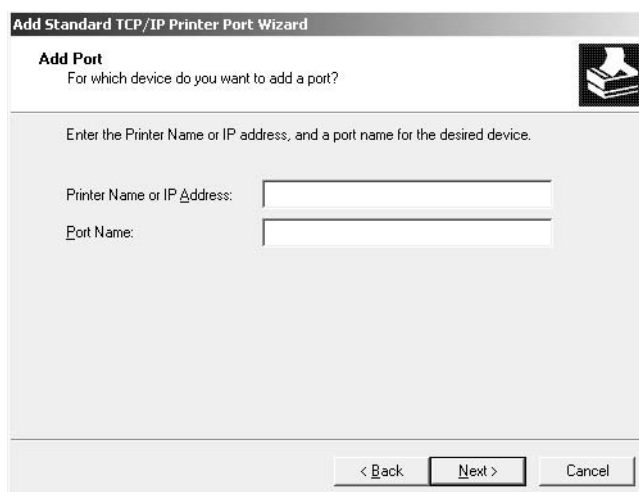 Add Standard TCP/IP Printer Port Wizard
Add Port
For which device do you want to add a port?
Enter the Printer Name or IP address, and a port name for the desired device.
Printer Name or IP Address:
Port Name:
< Back Next > Cancel